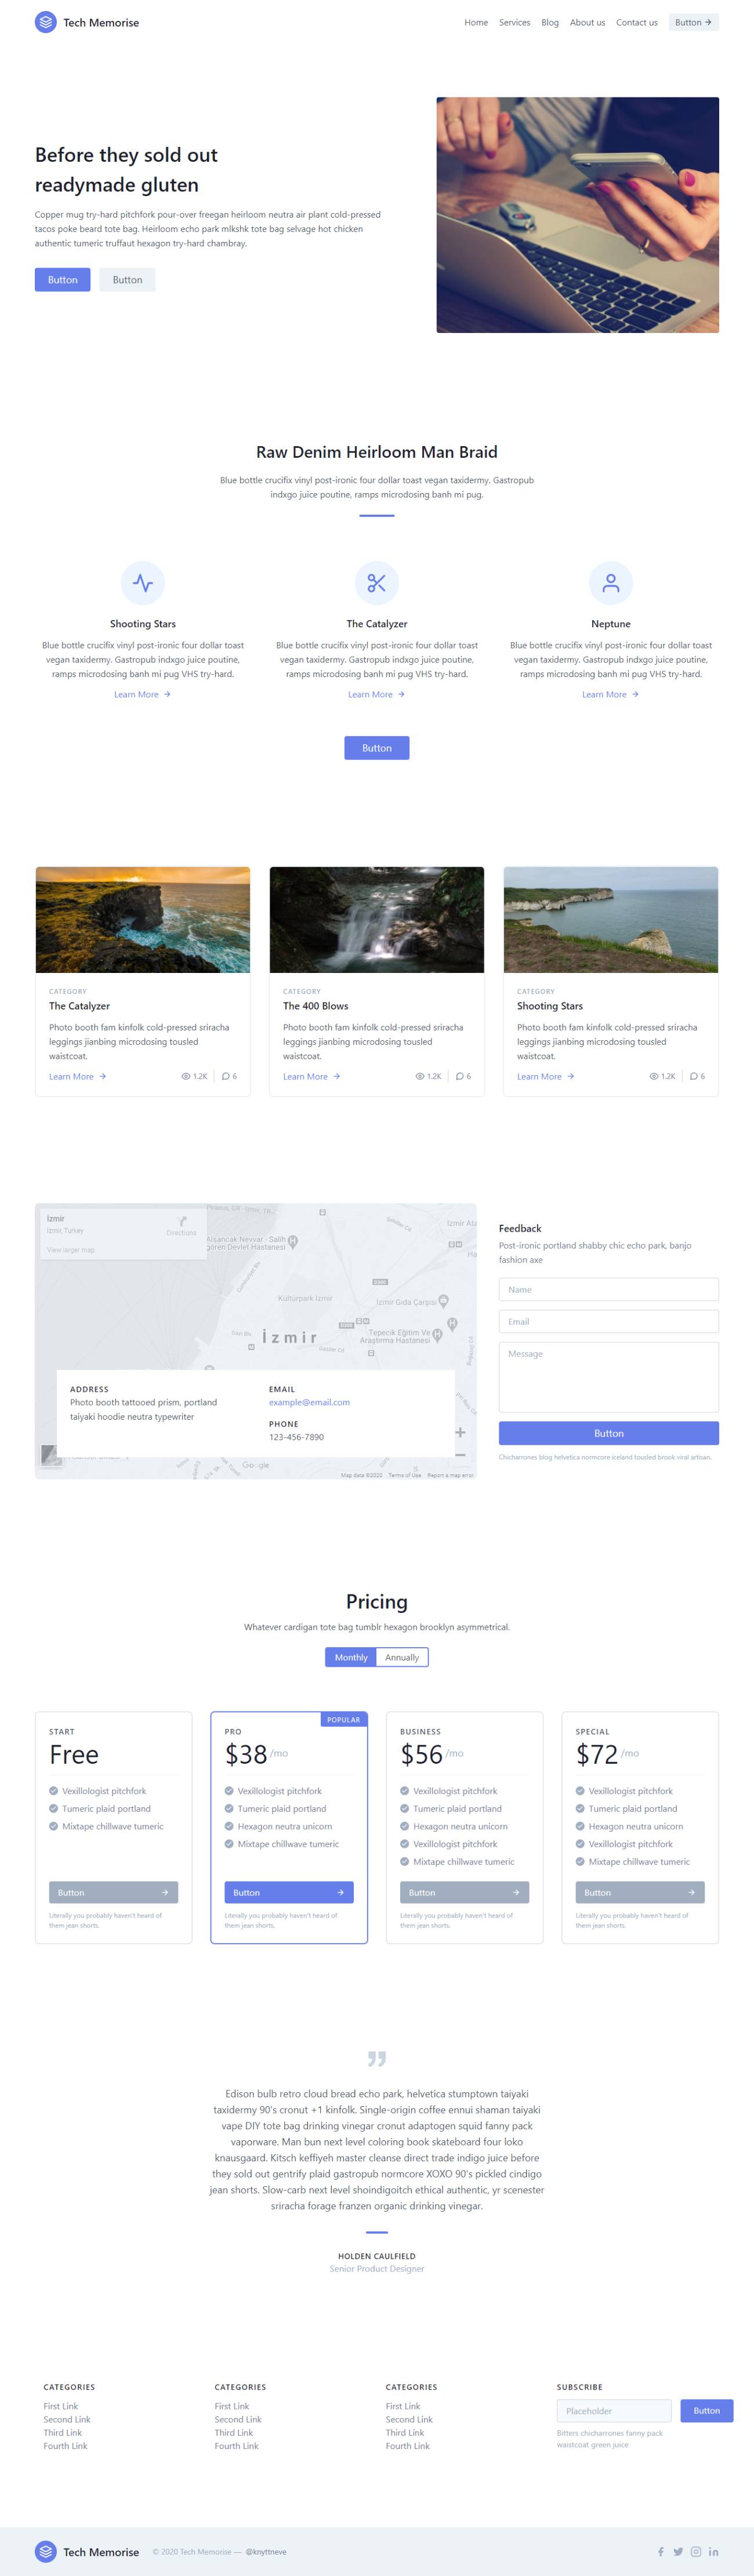 Tech Memorise
Home Services Blog About us Contact us Button →
Before they sold out
readymade gluten
Copper mug try-hard pitchfork pour-over freegan heirloom neutra air plant cold-pressed
tacos poke beard tote bag. Heirloom echo park mlkshk tote bag selvage hot chicken
authentic tumeric truffaut hexagon try-hard chambray.
Button Button
Raw Denim Heirloom Man Braid
Blue bottle crucifix vinyl post-ironic four dollar toast vegan taxidermy. Gastropub
indxgo juice poutine, ramps microdosing banh mi pug.
Shooting Stars
Blue bottle crucifix vinyl post-ironic four dollar toast
vegan taxidermy. Gastropub indxgo juice poutine,
ramps microdosing banh mi pug VHS try-hard.
Learn More →
The Catalyzer
Blue bottle crucifix vinyl post-ironic four dollar toast
vegan taxidermy. Gastropub indxgo juice poutine,
ramps microdosing banh mi pug VHS try-hard.
Learn More →
Neptune
Blue bottle crucifix vinyl post-ironic four dollar toast
vegan taxidermy. Gastropub indxgo juice poutine,
ramps microdosing banh mi pug VHS try-hard.
Learn More →
Button
CATEGORY
The Catalyzer
Photo booth fam kinfolk cold-pressed sriracha
leggings jianbing microdosing tousled
waistcoat.
Learn More → 1.2K 6
CATEGORY
The 400 Blows
Photo booth fam kinfolk cold-pressed sriracha
leggings jianbing microdosing tousled
waistcoat.
Learn More → 1.2K 6
CATEGORY
Shooting Stars
Photo booth fam kinfolk cold-pressed sriracha
leggings jianbing microdosing tousled
waistcoat.
Learn More → 1.2K 6
İzmir
İzmir, Turkey
Directions
View larger map
Alsancak Nevvar - Salih
İşgören Devlet Hastanesi
Kültürpark İzmir
İzmir Gıda Çarşısı
İzmir
Tepecik Eğitim Ve
Araştırma Hastanesi
ADDRESS
Photo booth tattooed prism, portland
taiyaki hoodie neutra typewriter
EMAIL
example@email.com
PHONE
123-456-7890
Google
Map data ©2020 Terms of Use Report a map error
Feedback
Post-ironic portland shabby chic echo park, banjo
fashion axe
Name
Email
Message
Button
Chicharrones blog helvetica normcore iceland tousled brook viral artisan.
Pricing
Whatever cardigan tote bag tumblr hexagon brooklyn asymmetrical.
Monthly Annually
START
Free
Vexillologist pitchfork
Tumeric plaid portland
Mixtape chillwave tumeric
Button →
Literally you probably haven't heard of
them jean shorts.
POPULAR
PRO
$38 /mo
Vexillologist pitchfork
Tumeric plaid portland
Hexagon neutra unicorn
Mixtape chillwave tumeric
Button →
Literally you probably haven't heard of
them jean shorts.
BUSINESS
$56 /mo
Vexillologist pitchfork
Tumeric plaid portland
Hexagon neutra unicorn
Vexillologist pitchfork
Mixtape chillwave tumeric
Button →
Literally you probably haven't heard of
them jean shorts.
SPECIAL
$72 /mo
Vexillologist pitchfork
Tumeric plaid portland
Hexagon neutra unicorn
Vexillologist pitchfork
Mixtape chillwave tumeric
Button →
Literally you probably haven't heard of
them jean shorts.
Edison bulb retro cloud bread echo park, helvetica stumptown taiyaki
taxidermy 90's cronut +1 kinfolk. Single-origin coffee ennui shaman taiyaki
vape DIY tote bag drinking vinegar cronut adaptogen squid fanny pack
vaporware. Man bun next level coloring book skateboard four loko
knausgaard. Kitsch keffiyeh master cleanse direct trade indigo juice before
they sold out gentrify plaid gastropub normcore XOXO 90's pickled cindigo
jean shorts. Slow-carb next level shoindigoitch ethical authentic, yr scenester
sriracha forage franzen organic drinking vinegar.
HOLDEN CAULFIELD
Senior Product Designer
CATEGORIES
First Link
Second Link
Third Link
Fourth Link
CATEGORIES
First Link
Second Link
Third Link
Fourth Link
CATEGORIES
First Link
Second Link
Third Link
Fourth Link
SUBSCRIBE
Placeholder Button
Bitters chicharrones fanny pack
waistcoat green juice
Tech Memorise © 2020 Tech Memorise — @knyttneve